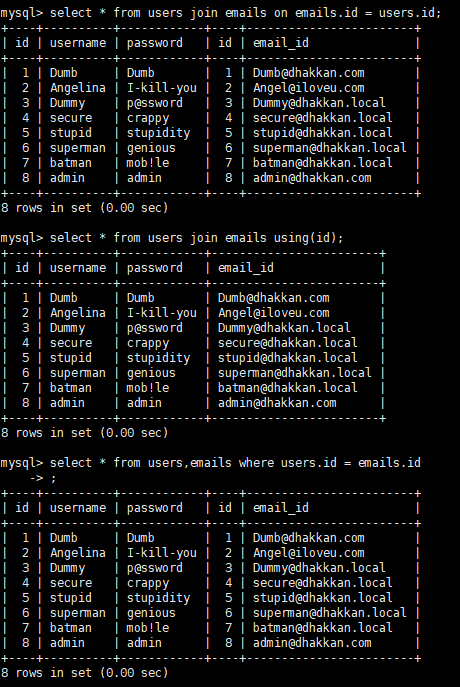 mysql> select * from users join emails on emails.id = users.id;
+----+----------+------------+----+------------------------+
| id | username | password   | id | email_id               |
+----+----------+------------+----+------------------------+
|  1 | Dumb     | Dumb       |  1 | Dumb@dhakkan.com       |
|  2 | Angelina | I-kill-you |  2 | Angel@iloveu.com       |
|  3 | Dummy    | p@ssword   |  3 | Dummy@dhakkan.local    |
|  4 | secure   | crappy     |  4 | secure@dhakkan.local   |
|  5 | stupid   | stupidity  |  5 | stupid@dhakkan.local   |
|  6 | superman | genious    |  6 | superman@dhakkan.local |
|  7 | batman   | mob!le     |  7 | batman@dhakkan.local   |
|  8 | admin    | admin      |  8 | admin@dhakkan.com      |
+----+----------+------------+----+------------------------+
8 rows in set (0.00 sec)
mysql> select * from users join emails using(id);
+----+----------+------------+------------------------+
| id | username | password   | email_id               |
+----+----------+------------+------------------------+
|  1 | Dumb     | Dumb       | Dumb@dhakkan.com       |
|  2 | Angelina | I-kill-you | Angel@iloveu.com       |
|  3 | Dummy    | p@ssword   | Dummy@dhakkan.local    |
|  4 | secure   | crappy     | secure@dhakkan.local   |
|  5 | stupid   | stupidity  | stupid@dhakkan.local   |
|  6 | superman | genious    | superman@dhakkan.local |
|  7 | batman   | mob!le     | batman@dhakkan.local   |
|  8 | admin    | admin      | admin@dhakkan.com      |
+----+----------+------------+------------------------+
8 rows in set (0.00 sec)
mysql> select * from users,emails where users.id = emails.id
    -> ;
+----+----------+------------+----+------------------------+
| id | username | password   | id | email_id               |
+----+----------+------------+----+------------------------+
|  1 | Dumb     | Dumb       |  1 | Dumb@dhakkan.com       |
|  2 | Angelina | I-kill-you |  2 | Angel@iloveu.com       |
|  3 | Dummy    | p@ssword   |  3 | Dummy@dhakkan.local    |
|  4 | secure   | crappy     |  4 | secure@dhakkan.local   |
|  5 | stupid   | stupidity  |  5 | stupid@dhakkan.local   |
|  6 | superman | genious    |  6 | superman@dhakkan.local |
|  7 | batman   | mob!le     |  7 | batman@dhakkan.local   |
|  8 | admin    | admin      |  8 | admin@dhakkan.com      |
+----+----------+------------+----+------------------------+
8 rows in set (0.00 sec)